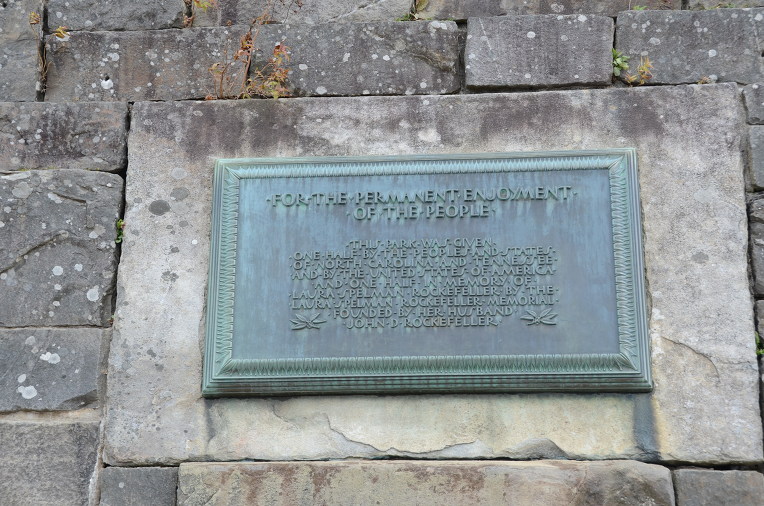 ·FOR·THE·PERMANENT·ENJOYMENT·
·OF·THE·PEOPLE·
·THIS·PARK·WAS·GIVEN·
·ONE·HALF·BY·THE·PEOPLES·AND·STATES·
·OF·NORTH·CAROLINA·AND·TENNESSEE·
·AND·BY·THE·UNITED·STATES·OF·AMERICA·
·AND·ONE·HALF·IN·MEMORY·OF·
·LAURA·SPELMAN·ROCKEFELLER·BY·THE·
·LAURA·SPELMAN·ROCKEFELLER·MEMORIAL·
·FOUNDED·BY·HER·HUSBAND·
·JOHN·D·ROCKEFELLER·